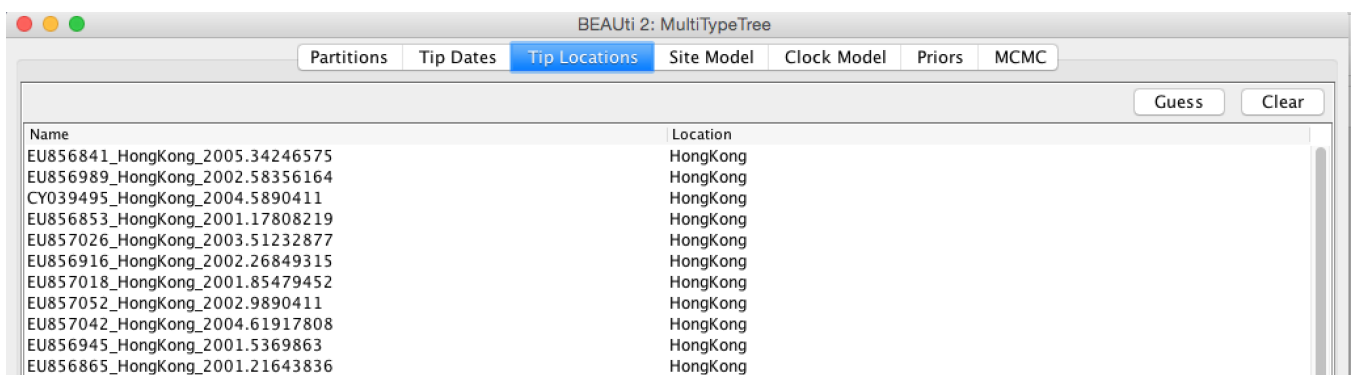 BEAUti 2: MultiTypeTree
Partitions Tip Dates Tip Locations Site Model Clock Model Priors MCMC
Guess Clear
Name Location
EU856841_HongKong_2005.34246575 HongKong
EU856989_HongKong_2002.58356164 HongKong
CY039495_HongKong_2004.5890411 HongKong
EU856853_HongKong_2001.17808219 HongKong
EU857026_HongKong_2003.51232877 HongKong
EU856916_HongKong_2002.26849315 HongKong
EU857018_HongKong_2001.85479452 HongKong
EU857052_HongKong_2002.9890411 HongKong
EU857042_HongKong_2004.61917808 HongKong
EU856945_HongKong_2001.5369863 HongKong
EU856865_HongKong_2001.21643836 HongKong